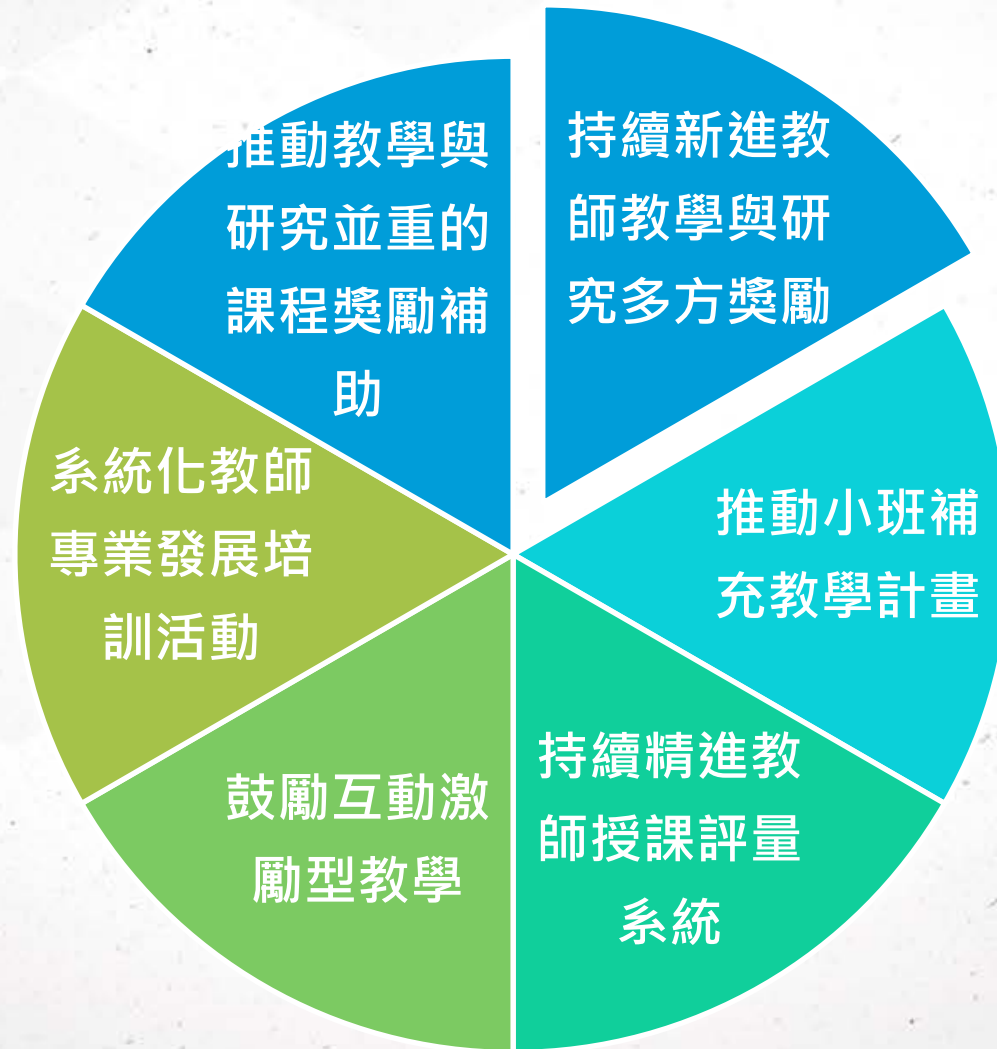 持續新進教
師教學與研
究多方獎勵
推動小班補
充教學計畫
持續精進教
師授課評量
系統
鼓勵互動激
勵型教學
系統化教師
專業發展培
訓活動
推動教學與
研究並重的
課程獎勵補
助